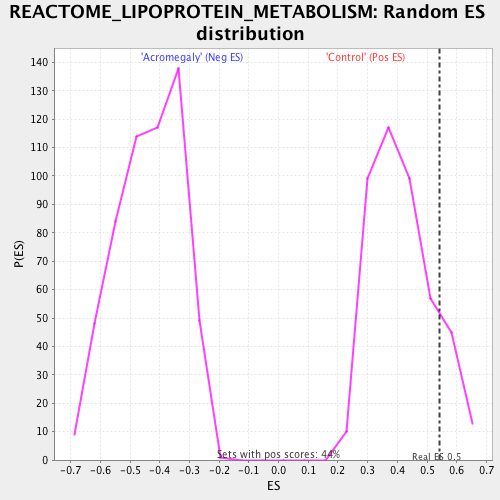 REACTOME_LIPOPROTEIN_METABOLISM: Random ES
distribution
'Acromegaly' (Neg ES)
'Control' (Pos ES)
140
130
120
110
100
90
80
70
60
50
40
30
20
10
0
P(ES)
Sets with pos scores: 44%
Real ES 0.5
-0.7 -0.6 -0.5 -0.4 -0.3 -0.2 -0.1 0.0 0.1 0.2 0.3 0.4 0.5 0.6 0.7
ES